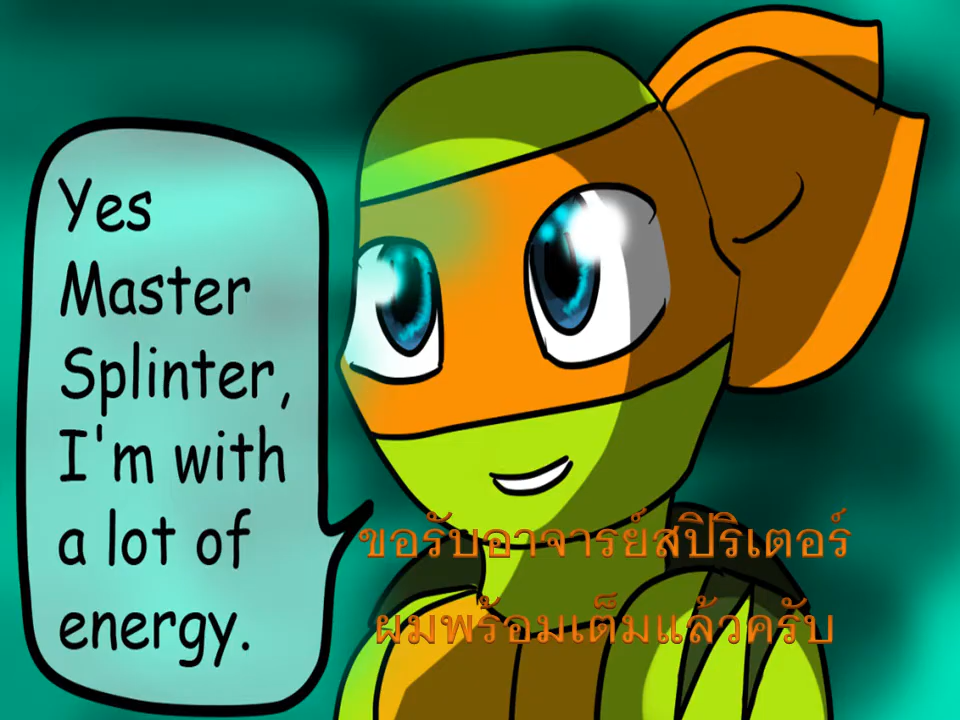 Yes
Master
Splinter,
I'm with
a lot of
energy.
ขอรับอาจารย์สปิริเตอร์
ผมพร้อมเต็มแล้วครับ